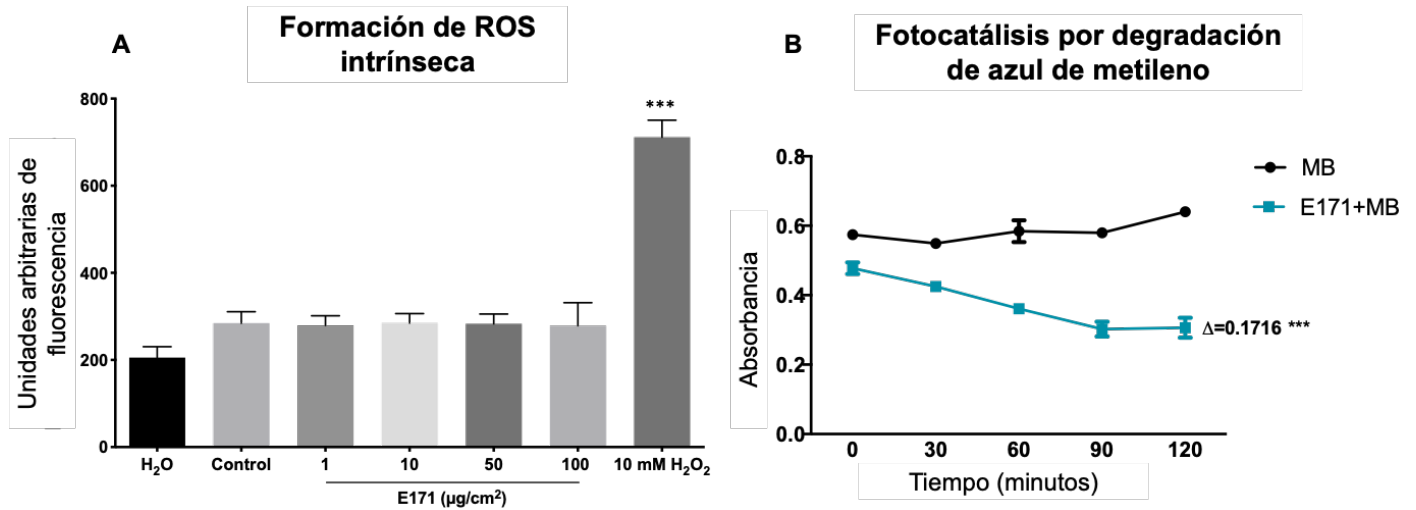 A
Formación de ROS
intrínseca
Unidades arbitrarias de
fluorescencia
800
600
400
200
0
***
H₂O Control 1 10 50 100 10 mM H₂O₂
E171 (µg/cm²)
B
Fotocatálisis por degradación
de azul de metileno
Absorbancia
0.8
0.6
0.4
0.2
0.0
MB
E171+MB
Δ=0.1716 ***
0 30 60 90 120
Tiempo (minutos)